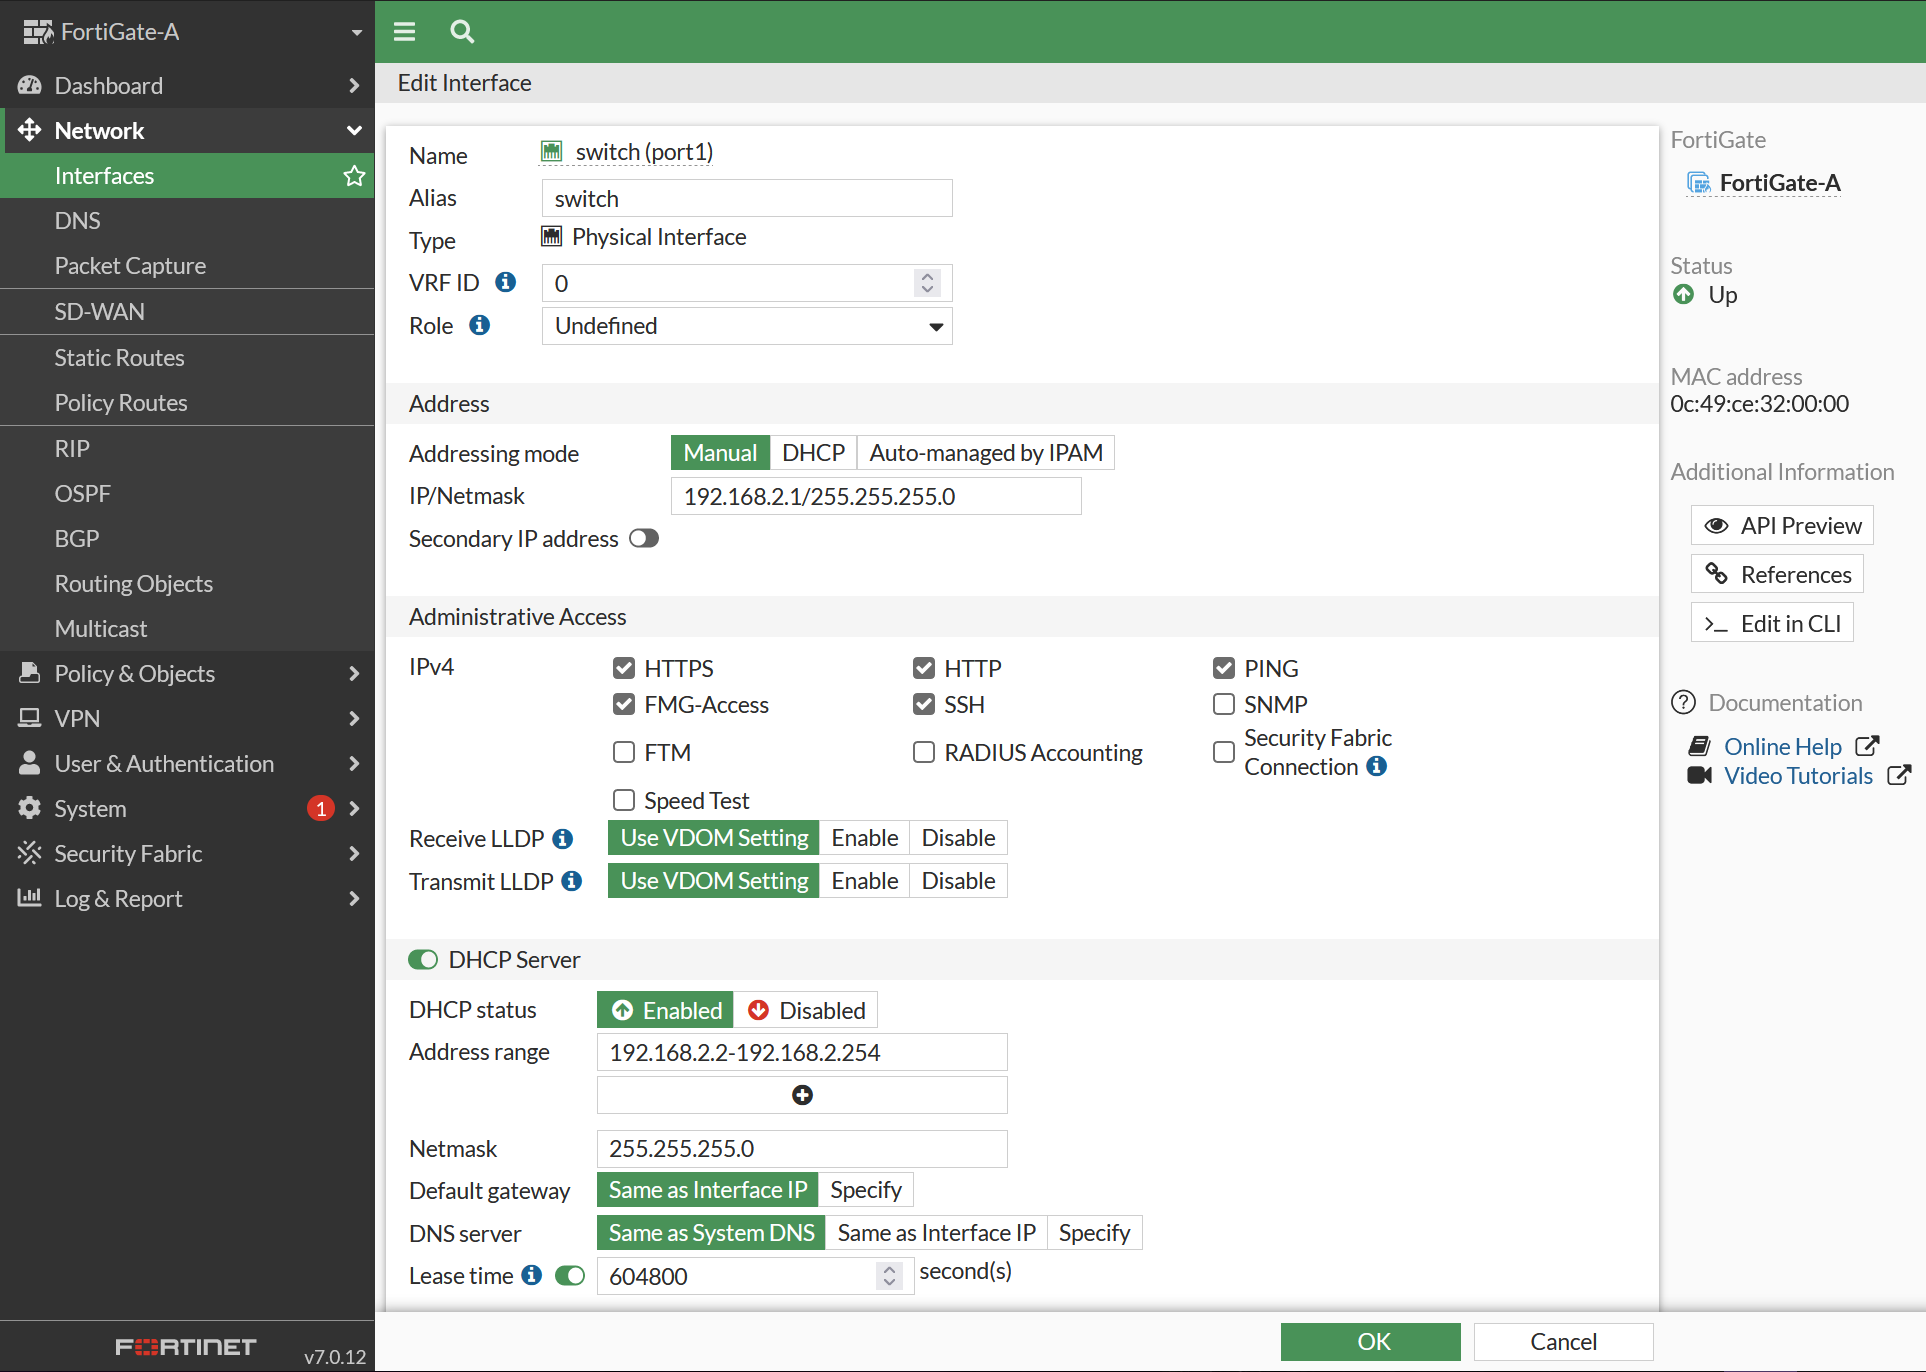 FortiGate-A
Dashboard
Network
Interfaces
DNS
Packet Capture
SD-WAN
Static Routes
Policy Routes
RIP
OSPF
BGP
Routing Objects
Multicast
Policy & Objects
VPN
User & Authentication
System 1
Security Fabric
Log & Report
FORTINET
v7.0.12
Edit Interface
Name switch (port1)
Alias switch
Type Physical Interface
VRF ID 0
Role Undefined
Address
Addressing mode Manual DHCP Auto-managed by IPAM
IP/Netmask 192.168.2.1/255.255.255.0
Secondary IP address
Administrative Access
IPv4 HTTPS HTTP PING
FMG-Access SSH SNMP
FTM RADIUS Accounting Security Fabric
Connection
Speed Test
Receive LLDP Use VDOM Setting Enable Disable
Transmit LLDP Use VDOM Setting Enable Disable
DHCP Server
DHCP status Enabled Disabled
Address range 192.168.2.2-192.168.2.254
Netmask 255.255.255.0
Default gateway Same as Interface IP Specify
DNS server Same as System DNS Same as Interface IP Specify
Lease time 604800 second(s)
OK Cancel
FortiGate
FortiGate-A
Status
Up
MAC address
0c:49:ce:32:00:00
Additional Information
API Preview
References
>_ Edit in CLI
Documentation
Online Help
Video Tutorials